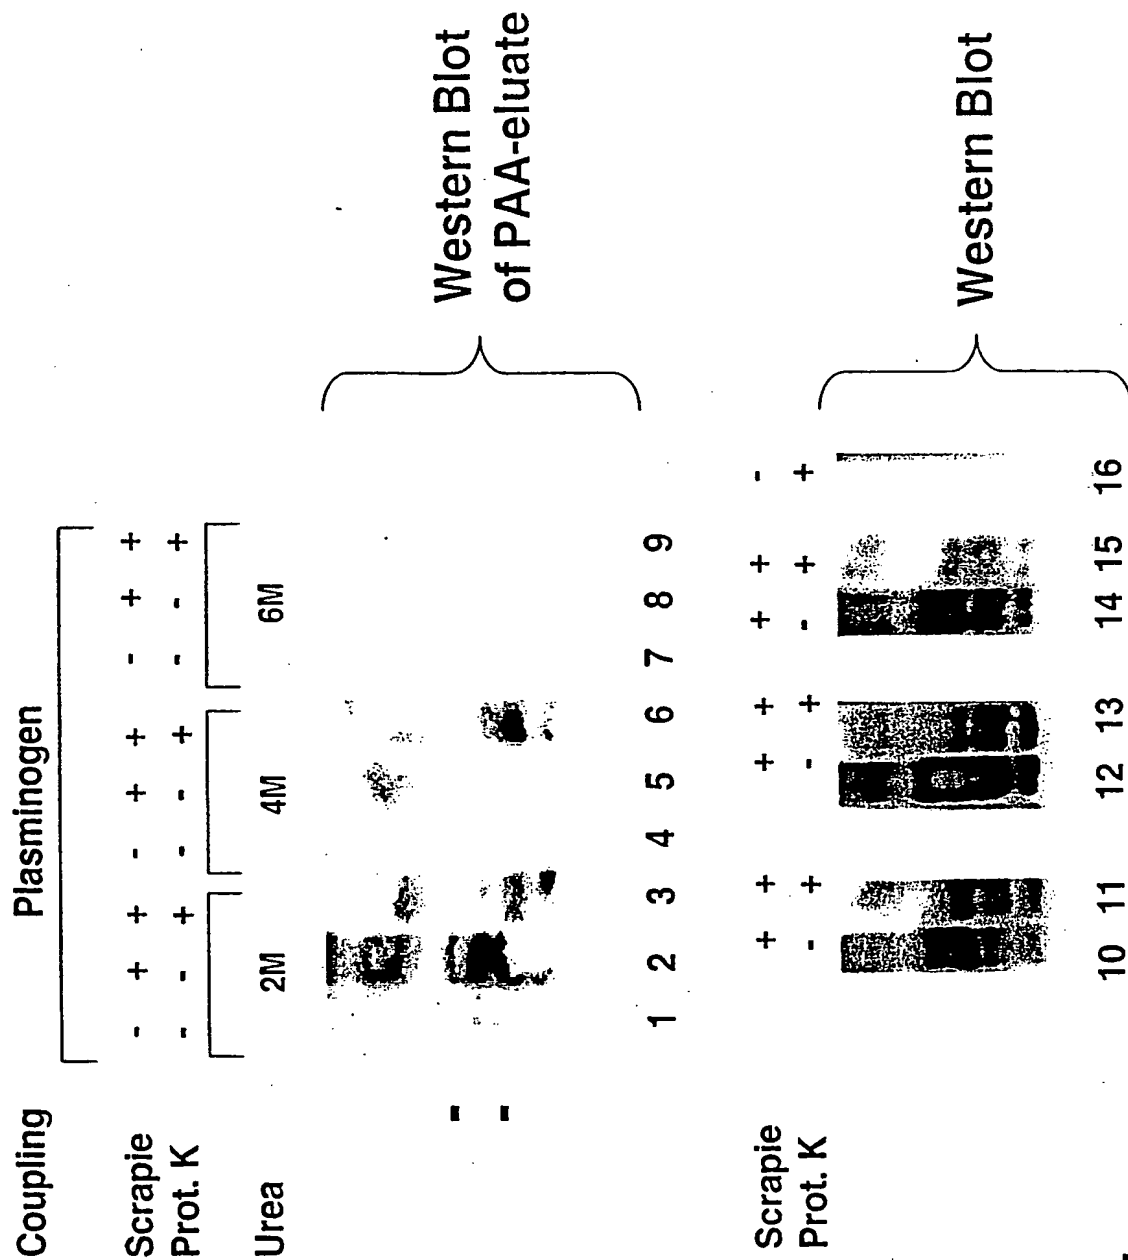 Plasminogen
Coupling
Scrapie - + + - + + - + +
Prot. K - - + - - + - - +
Urea 2M 4M 6M
Western Blot
of PAA-eluate
1 2 3 4 5 6 7 8 9
Scrapie + + + + + + -
Prot. K - + - + - + +
Western Blot
10 11 12 13 14 15 16